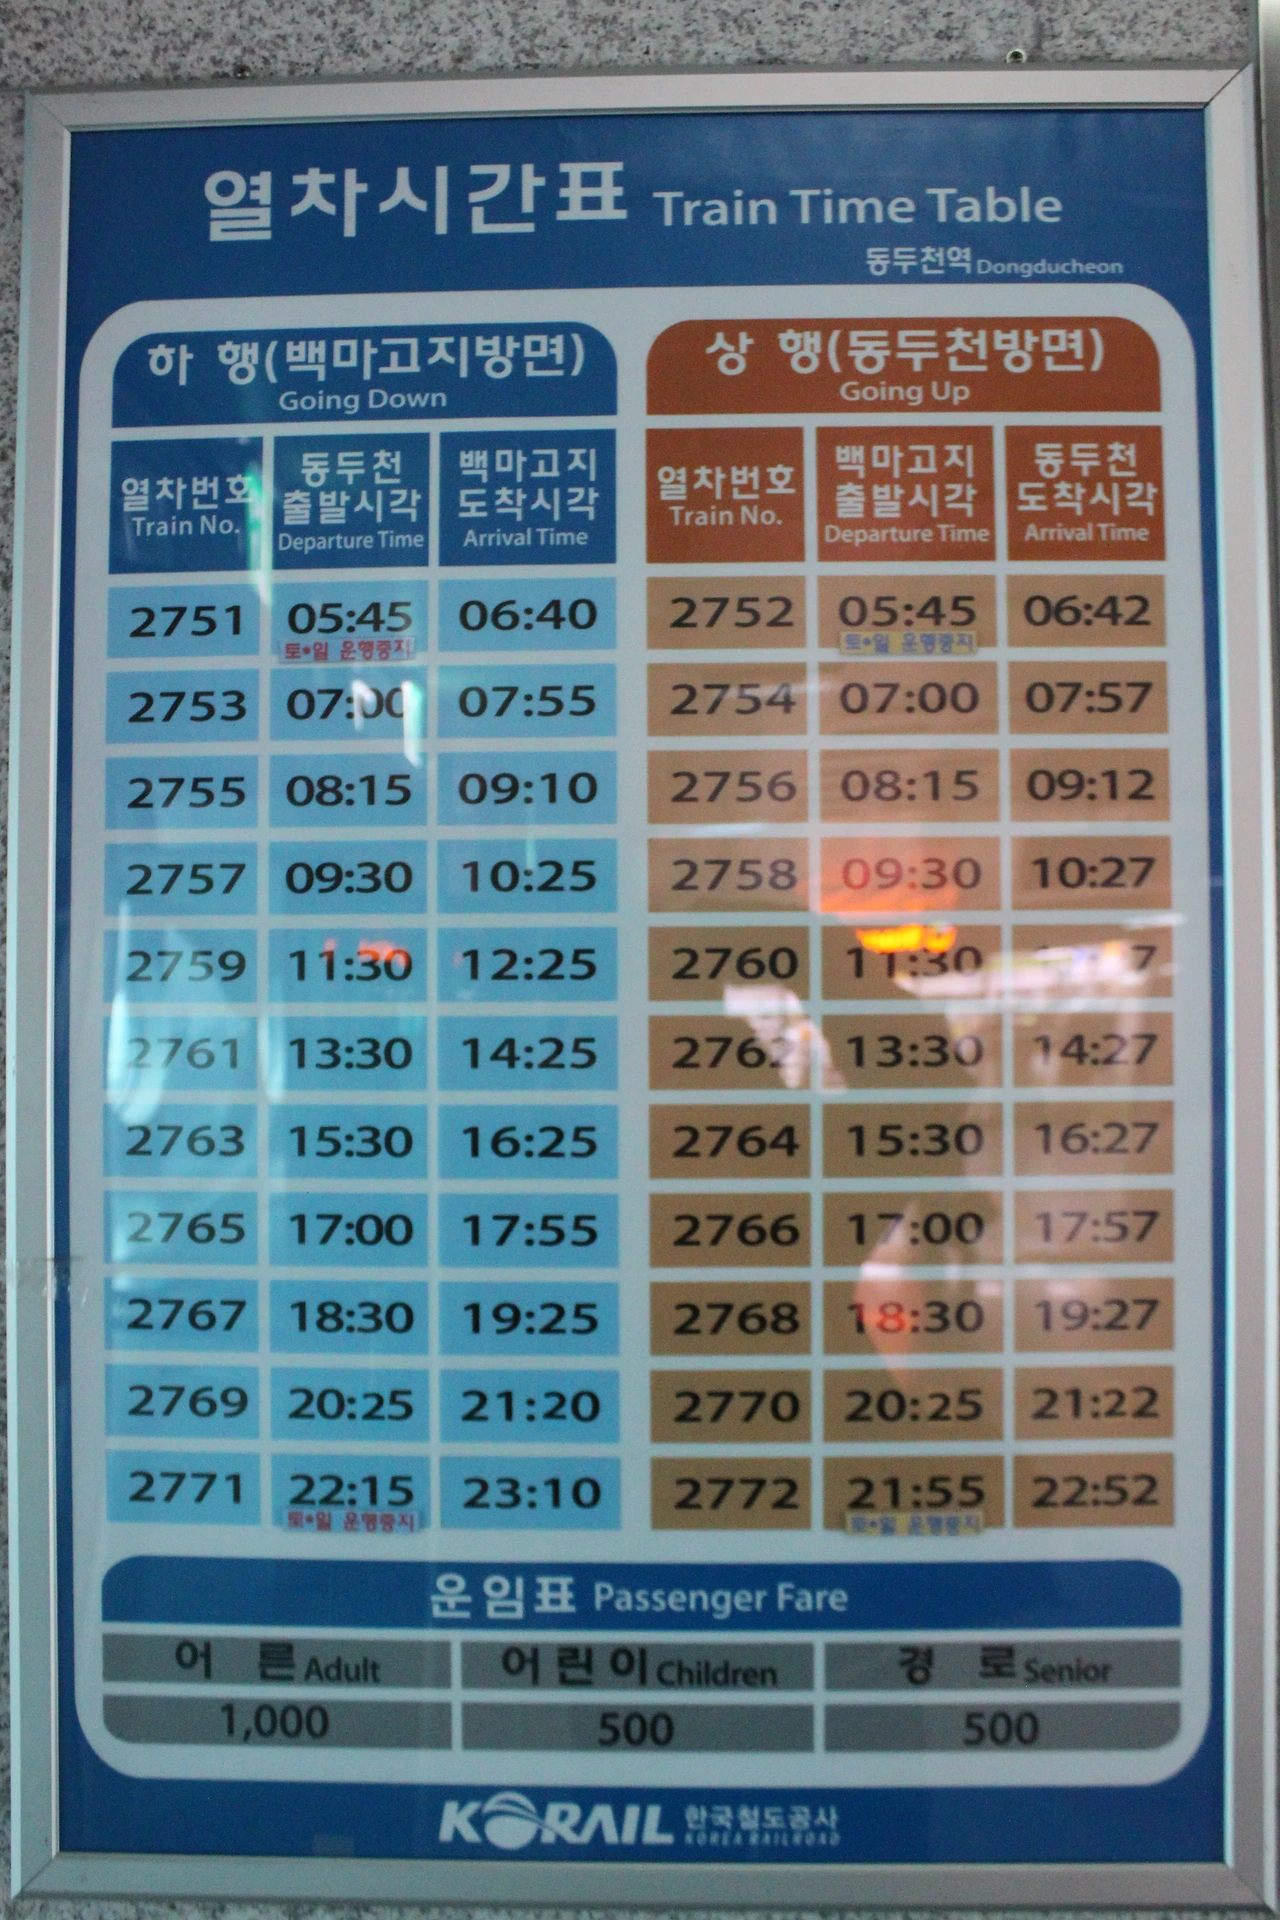 열차시간표 Train Time Table
동두천역 Dongducheon
하 행(백마고지방면)
Going Down
열차번호
Train No.
동두천
출발시각
Departure Time
백마고지
도착시각
Arrival Time
2751 05:45 06:40
토•일 운행중지
2753 07:00 07:55
2755 08:15 09:10
2757 09:30 10:25
2759 11:30 12:25
2761 13:30 14:25
2763 15:30 16:25
2765 17:00 17:55
2767 18:30 19:25
2769 20:25 21:20
2771 22:15 23:10
토•일 운행중지
상 행(동두천방면)
Going Up
열차번호
Train No.
백마고지
출발시각
Departure Time
동두천
도착시각
Arrival Time
2752 05:45 06:42
토•일 운행중지
2754 07:00 07:57
2756 08:15 09:12
2758 09:30 10:27
2760 11:30
2762 13:30 14:27
2764 15:30 16:27
2766 17:00 17:57
2768 18:30 19:27
2770 20:25 21:22
2772 21:55 22:52
토•일 운행중지
운임표 Passenger Fare
어 른 Adult 어린이 Children 경 로 Senior
1,000 500 500
KORAIL 한국철도공사
KOREA RAILROAD